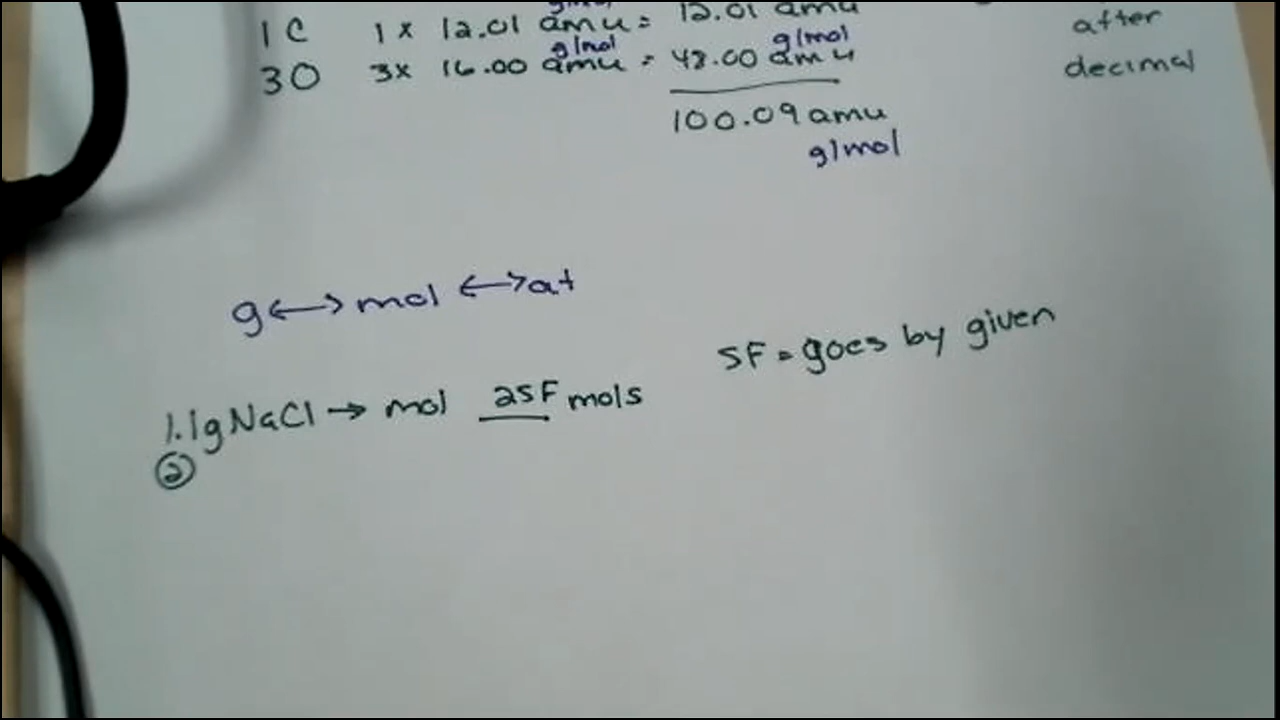 g/mol
1 C 1 x 12.01 amu = 12.01 amu
g/mol g/mol
3 O 3x 16.00 amu = 48.00 amu
after
decimal
100.09 amu
g/mol
g ↔ mol ↔ at
SF = goes by given
1.1g NaCl → mol 2SF mols
②